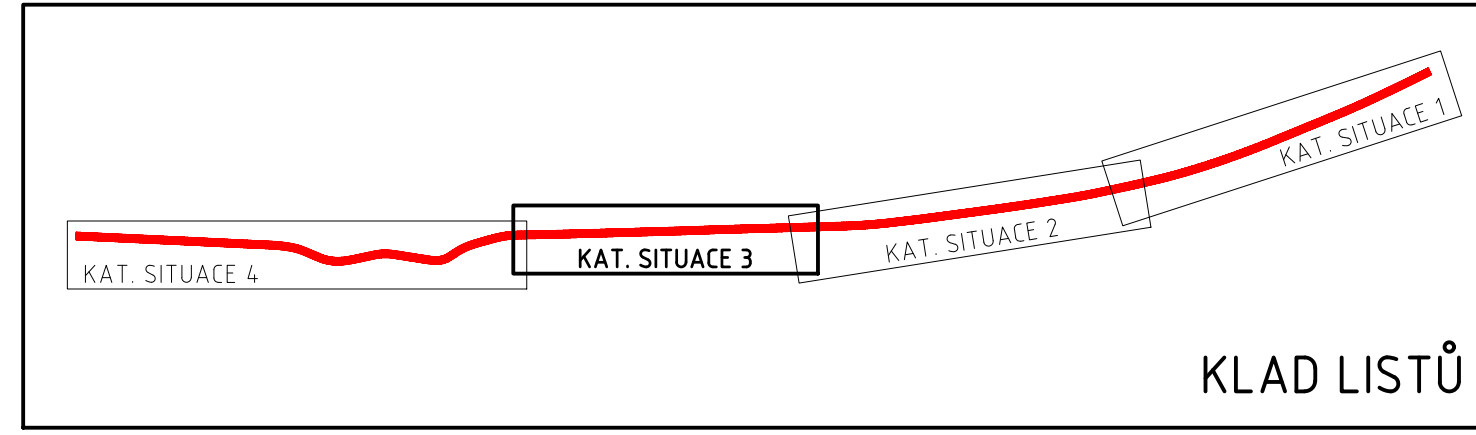 KAT. SITUACE 1
KAT. SITUACE 2
KAT. SITUACE 3
KAT. SITUACE 4
KLAD LISTŮ